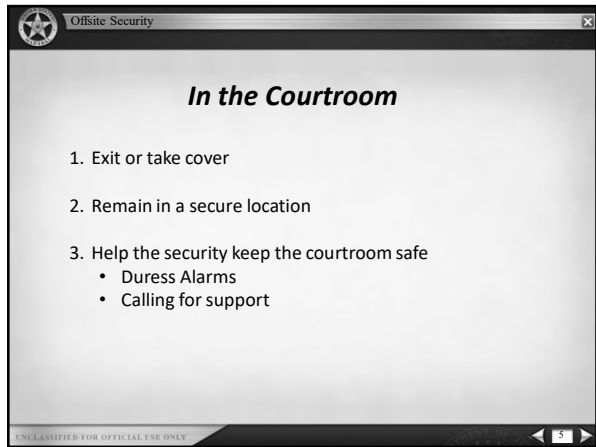 Offsite Security
In the Courtroom
1. Exit or take cover
2. Remain in a secure location
3. Help the security keep the courtroom safe
• Duress Alarms
• Calling for support
UNCLASSIFIED/FOR OFFICIAL USE ONLY
5